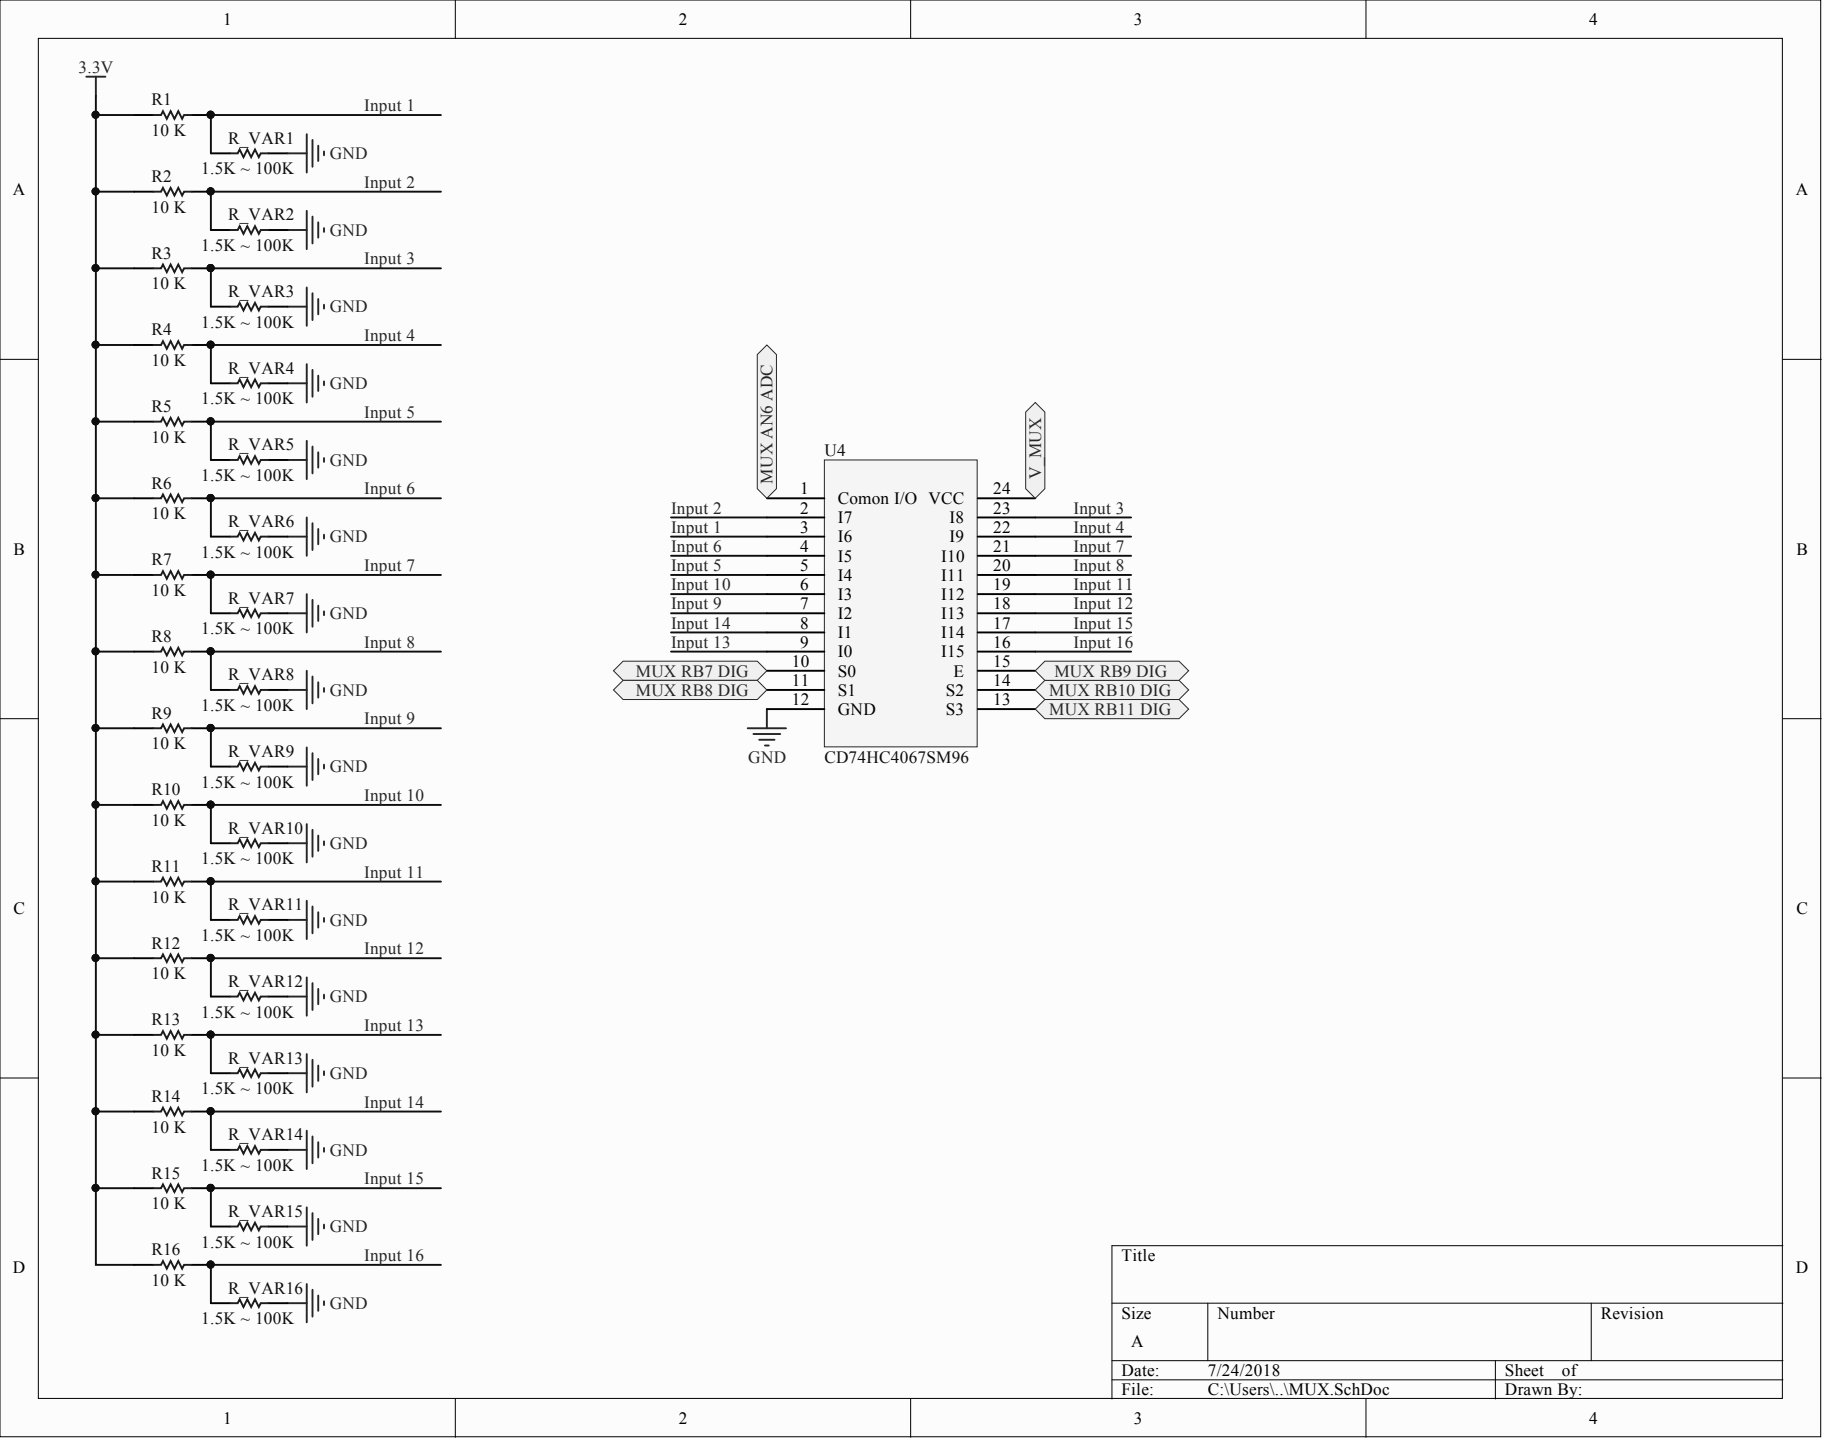 1 2 3 4
3.3V
R1
10 K
Input 1
R_VAR1
1.5K ~ 100K
GND
R2
10 K
Input 2
R_VAR2
1.5K ~ 100K
GND
R3
10 K
Input 3
R_VAR3
1.5K ~ 100K
GND
R4
10 K
Input 4
R_VAR4
1.5K ~ 100K
GND
R5
10 K
Input 5
R_VAR5
1.5K ~ 100K
GND
R6
10 K
Input 6
R_VAR6
1.5K ~ 100K
GND
R7
10 K
Input 7
R_VAR7
1.5K ~ 100K
GND
R8
10 K
Input 8
R_VAR8
1.5K ~ 100K
GND
R9
10 K
Input 9
R_VAR9
1.5K ~ 100K
GND
R10
10 K
Input 10
R_VAR10
1.5K ~ 100K
GND
R11
10 K
Input 11
R_VAR11
1.5K ~ 100K
GND
R12
10 K
Input 12
R_VAR12
1.5K ~ 100K
GND
R13
10 K
Input 13
R_VAR13
1.5K ~ 100K
GND
R14
10 K
Input 14
R_VAR14
1.5K ~ 100K
GND
R15
10 K
Input 15
R_VAR15
1.5K ~ 100K
GND
R16
10 K
Input 16
R_VAR16
1.5K ~ 100K
GND
A A
B B
C C
D D
MUX AN6 ADC
V_MUX
U4
1 Comon I/O VCC 24
Input 2 2 I7 I8 23 Input 3
Input 1 3 I6 I9 22 Input 4
Input 6 4 I5 I10 21 Input 7
Input 5 5 I4 I11 20 Input 8
Input 10 6 I3 I12 19 Input 11
Input 9 7 I2 I13 18 Input 12
Input 14 8 I1 I14 17 Input 15
Input 13 9 I0 I15 16 Input 16
MUX RB7 DIG 10 S0 E 15 MUX RB9 DIG
MUX RB8 DIG 11 S1 S2 14 MUX RB10 DIG
12 GND S3 13 MUX RB11 DIG
GND
CD74HC4067SM96
Title
Size Number Revision
A
Date: 7/24/2018 Sheet of
File: C:\Users\..\MUX.SchDoc Drawn By:
1 2 3 4